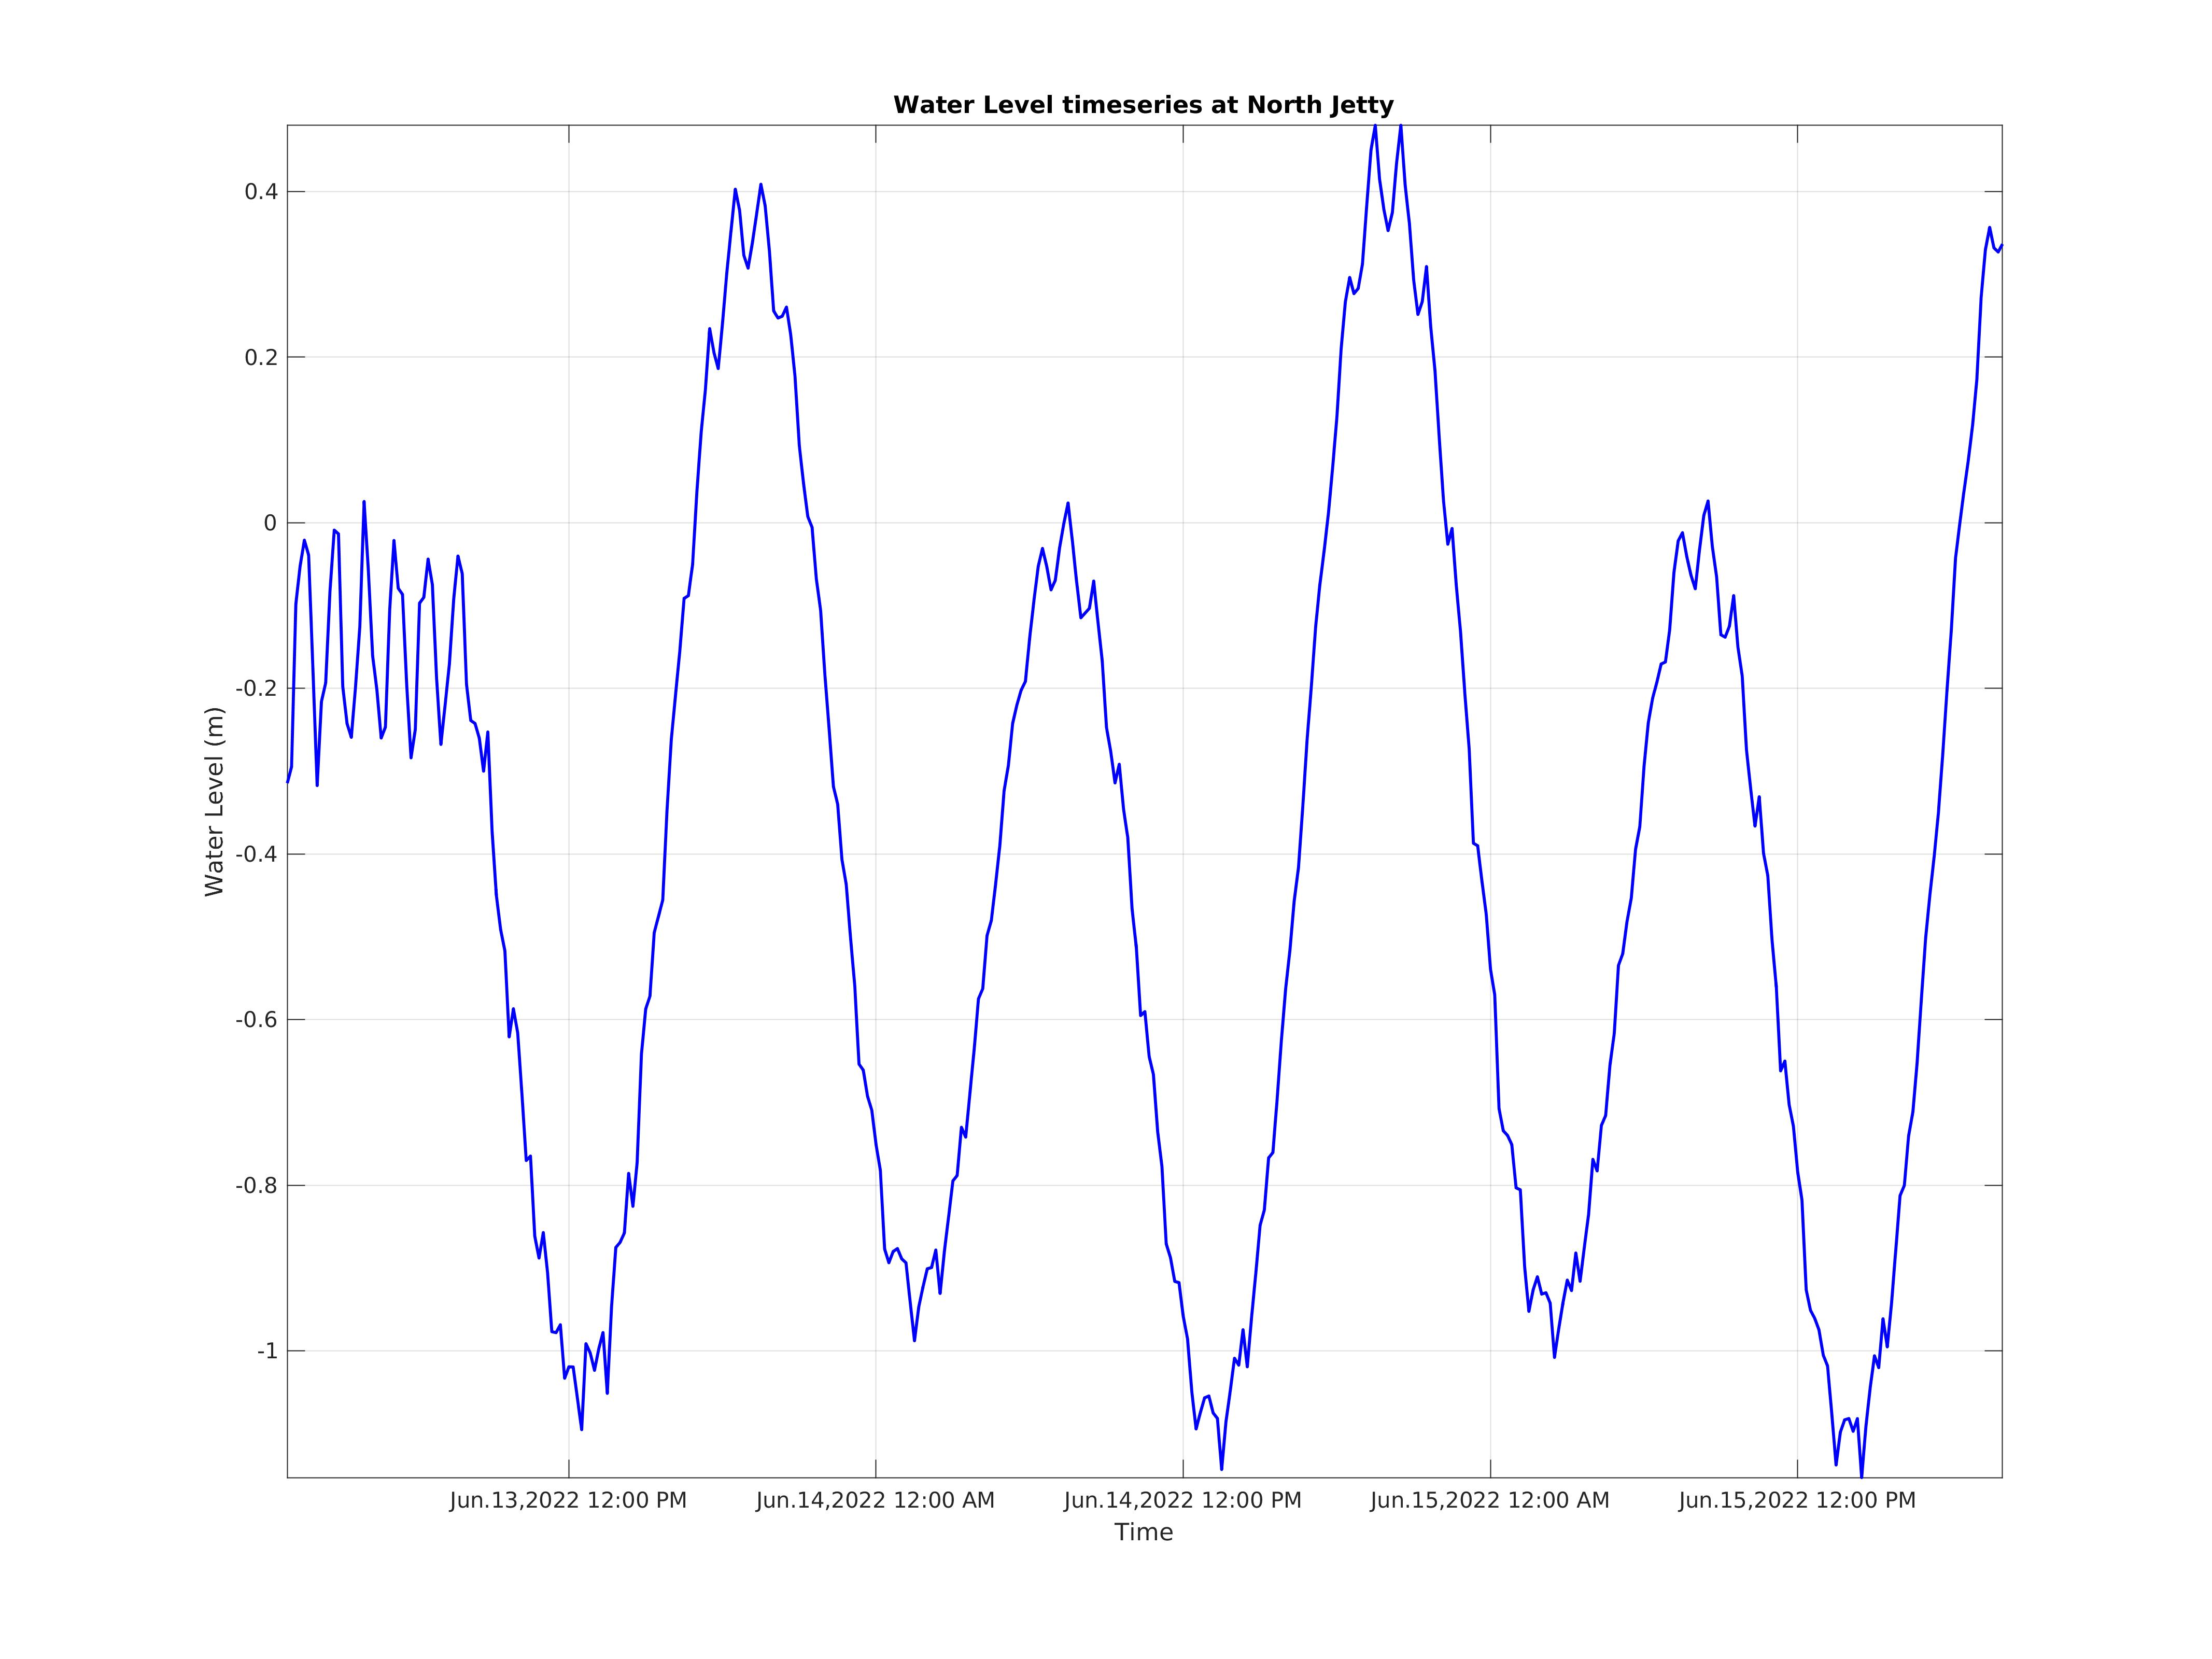 Water Level timeseries at North Jetty
0.4
0.2
0
-0.2
-0.4
-0.6
-0.8
-1
Water Level (m)
Jun.13,2022 12:00 PM
Jun.14,2022 12:00 AM
Jun.14,2022 12:00 PM
Jun.15,2022 12:00 AM
Jun.15,2022 12:00 PM
Time